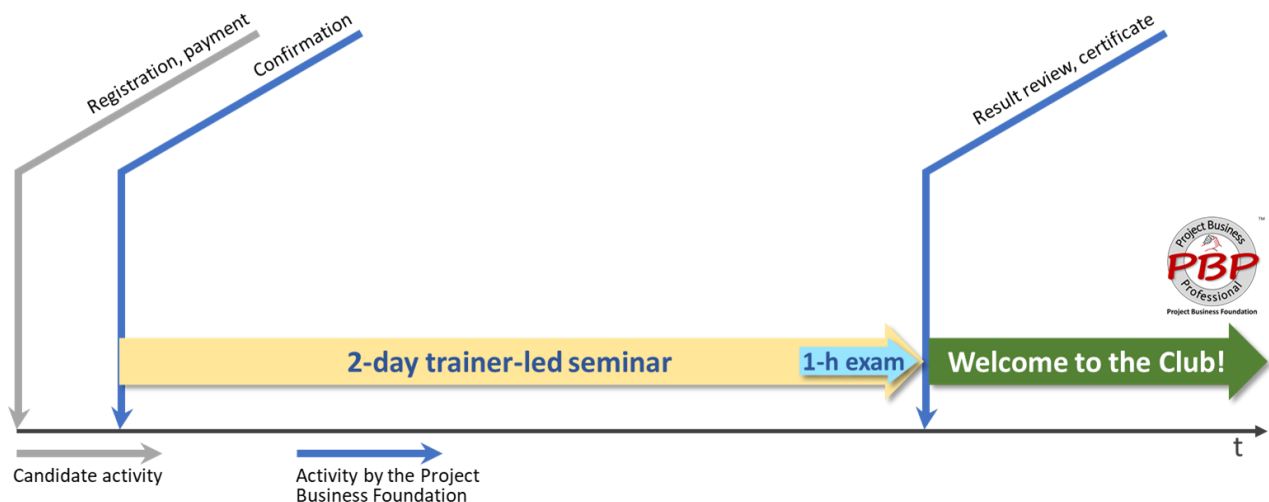 Registration, payment
Confirmation
Result review, certificate
TM
Project Business
PBP
Professional
Project Business Foundation
2-day trainer-led seminar
1-h exam
Welcome to the Club!
t
Candidate activity
Activity by the Project
Business Foundation